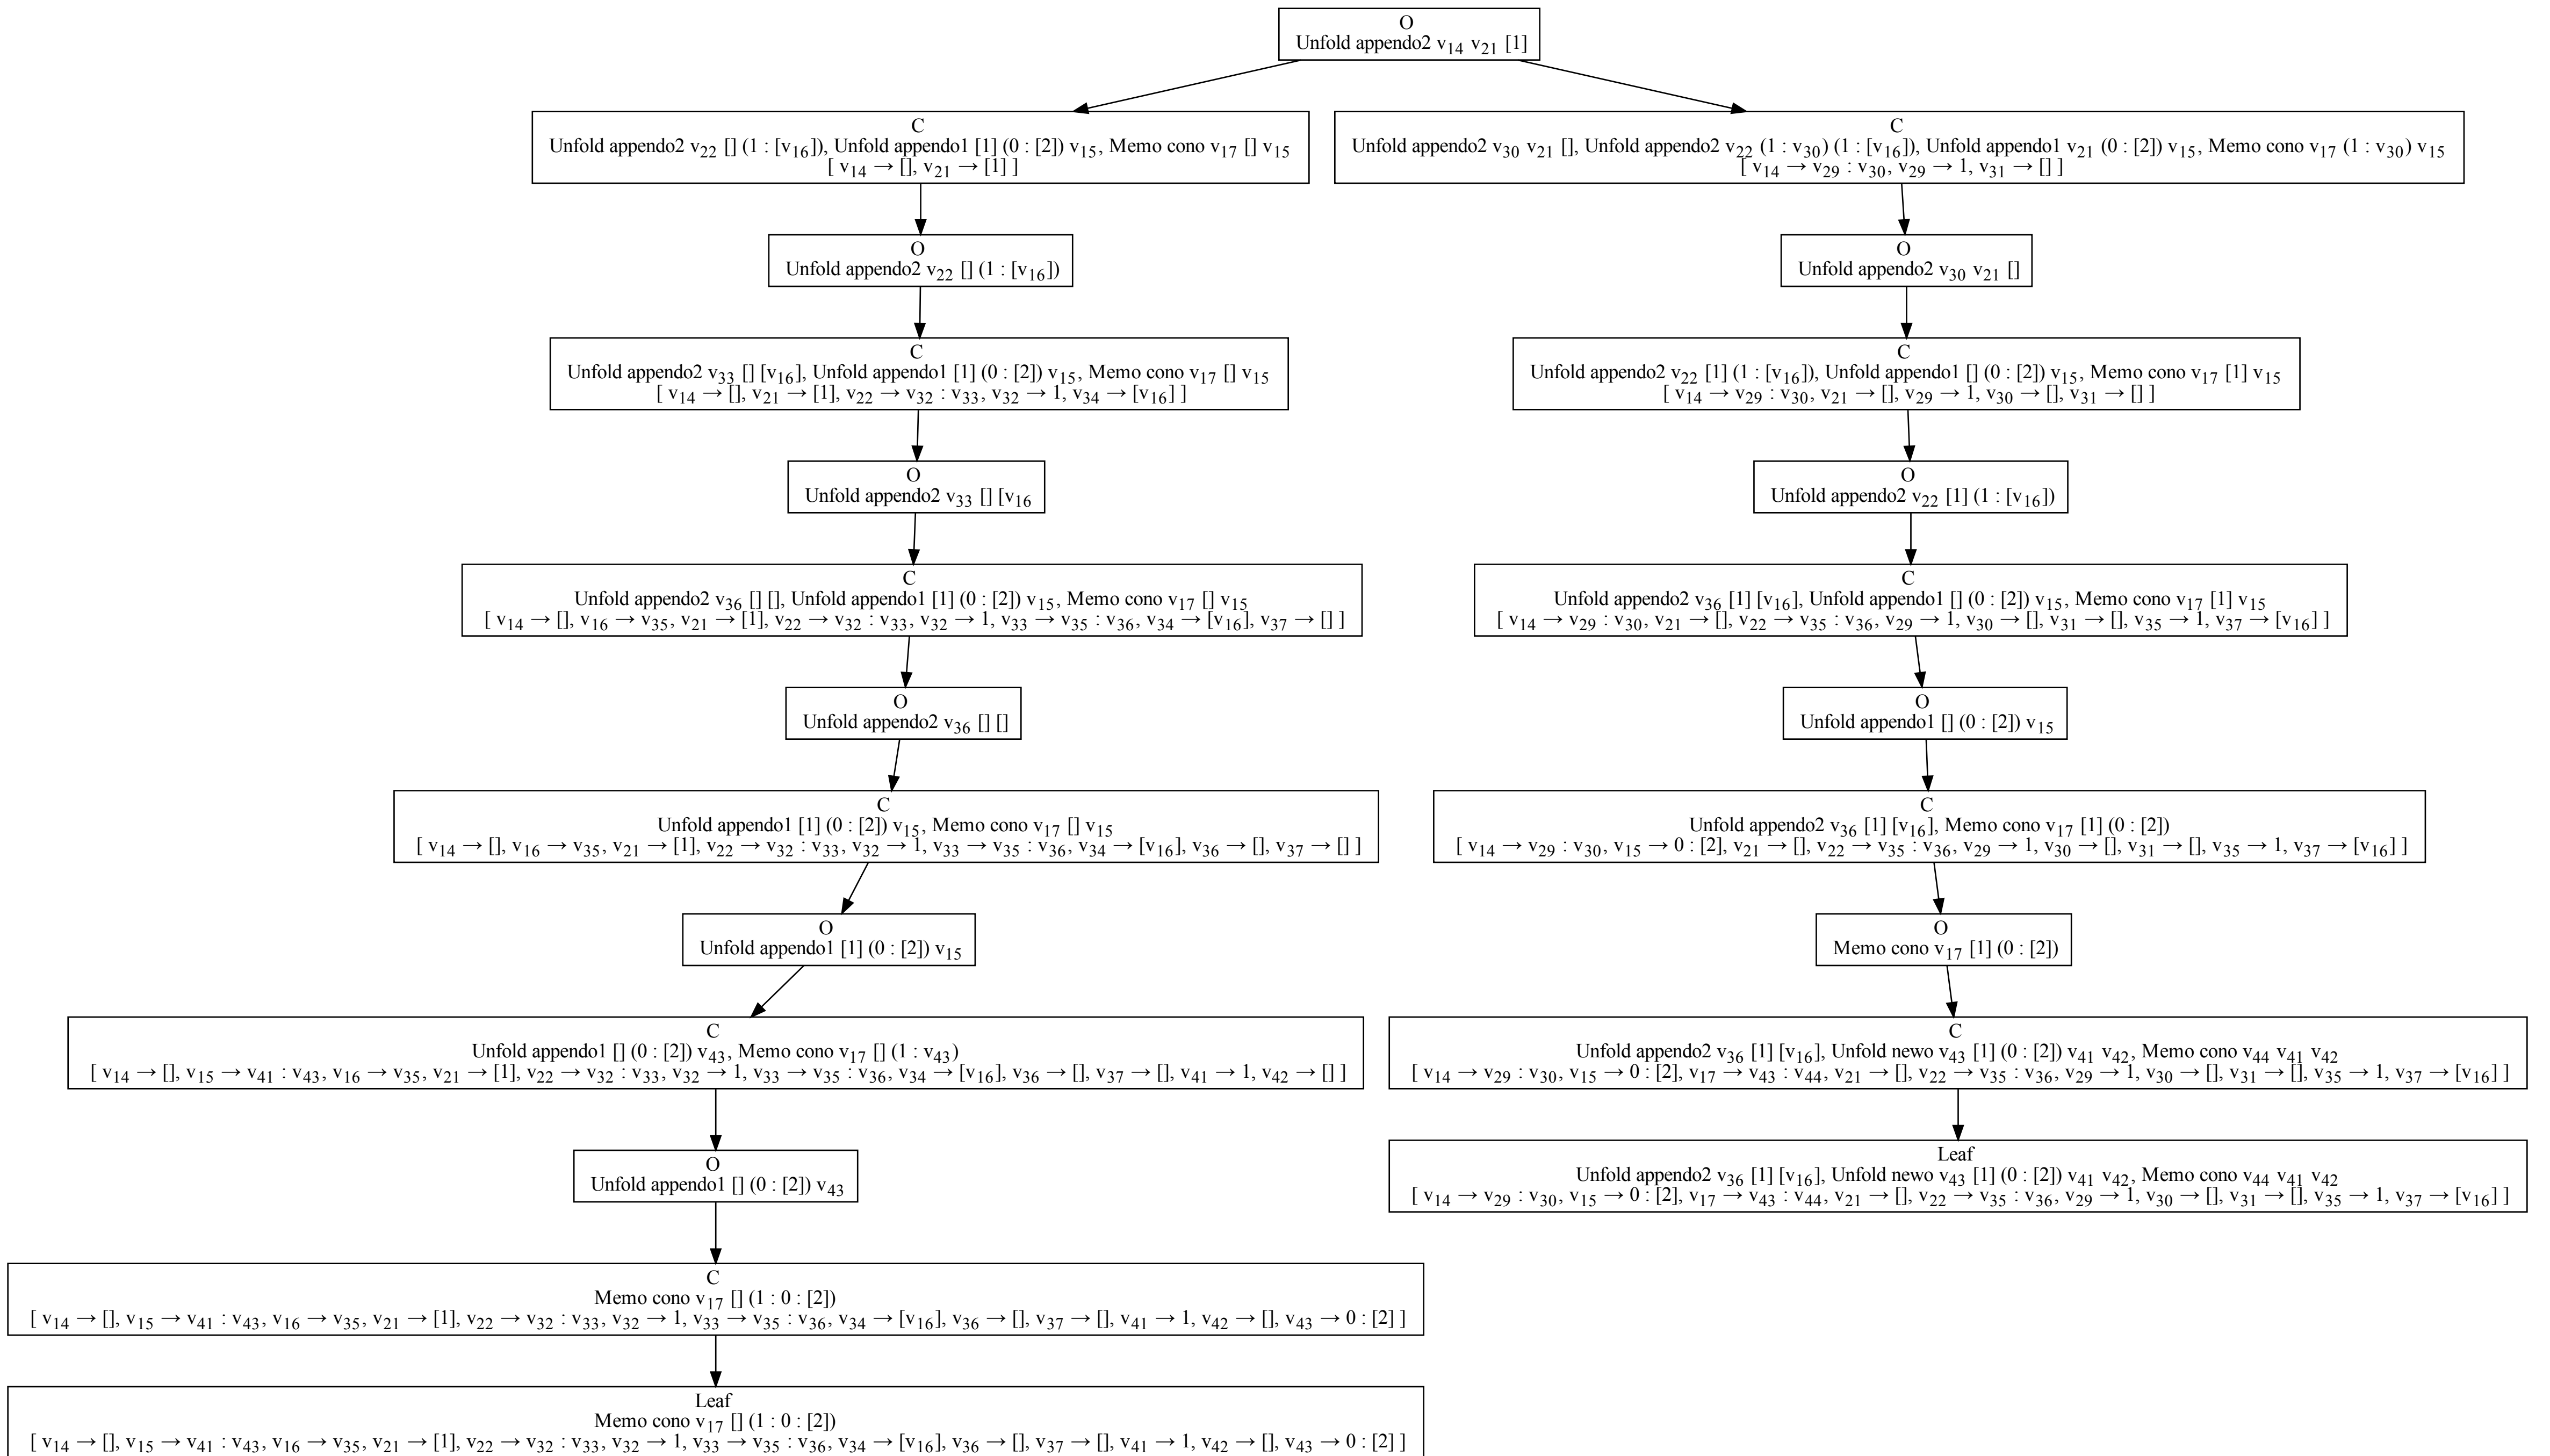 O
Unfold appendo2 v14 v21 [1]
C
Unfold appendo2 v22 [] (1 : [v16]), Unfold appendo1 [1] (0 : [2]) v15, Memo cono v17 [] v15
[ v14 → [], v21 → [1] ]
C
Unfold appendo2 v30 v21 [], Unfold appendo2 v22 (1 : v30) (1 : [v16]), Unfold appendo1 v21 (0 : [2]) v15, Memo cono v17 (1 : v30) v15
[ v14 → v29 : v30, v29 → 1, v31 → [] ]
O
Unfold appendo2 v22 [] (1 : [v16])
O
Unfold appendo2 v30 v21 []
C
Unfold appendo2 v33 [] [v16], Unfold appendo1 [1] (0 : [2]) v15, Memo cono v17 [] v15
[ v14 → [], v21 → [1], v22 → v32 : v33, v32 → 1, v34 → [v16] ]
C
Unfold appendo2 v22 [1] (1 : [v16]), Unfold appendo1 [] (0 : [2]) v15, Memo cono v17 [1] v15
[ v14 → v29 : v30, v21 → [], v29 → 1, v30 → [], v31 → [] ]
O
Unfold appendo2 v33 [] [v16
O
Unfold appendo2 v22 [1] (1 : [v16])
C
Unfold appendo2 v36 [] [], Unfold appendo1 [1] (0 : [2]) v15, Memo cono v17 [] v15
[ v14 → [], v16 → v35, v21 → [1], v22 → v32 : v33, v32 → 1, v33 → v35 : v36, v34 → [v16], v37 → [] ]
C
Unfold appendo2 v36 [1] [v16], Unfold appendo1 [] (0 : [2]) v15, Memo cono v17 [1] v15
[ v14 → v29 : v30, v21 → [], v22 → v35 : v36, v29 → 1, v30 → [], v31 → [], v35 → 1, v37 → [v16] ]
O
Unfold appendo2 v36 [] []
O
Unfold appendo1 [] (0 : [2]) v15
C
Unfold appendo1 [1] (0 : [2]) v15, Memo cono v17 [] v15
[ v14 → [], v16 → v35, v21 → [1], v22 → v32 : v33, v32 → 1, v33 → v35 : v36, v34 → [v16], v36 → [], v37 → [] ]
C
Unfold appendo2 v36 [1] [v16], Memo cono v17 [1] (0 : [2])
[ v14 → v29 : v30, v15 → 0 : [2], v21 → [], v22 → v35 : v36, v29 → 1, v30 → [], v31 → [], v35 → 1, v37 → [v16] ]
O
Unfold appendo1 [1] (0 : [2]) v15
O
Memo cono v17 [1] (0 : [2])
C
Unfold appendo1 [] (0 : [2]) v43, Memo cono v17 [] (1 : v43)
[ v14 → [], v15 → v41 : v43, v16 → v35, v21 → [1], v22 → v32 : v33, v32 → 1, v33 → v35 : v36, v34 → [v16], v36 → [], v37 → [], v41 → 1, v42 → [] ]
C
Unfold appendo2 v36 [1] [v16], Unfold newo v43 [1] (0 : [2]) v41 v42, Memo cono v44 v41 v42
[ v14 → v29 : v30, v15 → 0 : [2], v17 → v43 : v44, v21 → [], v22 → v35 : v36, v29 → 1, v30 → [], v31 → [], v35 → 1, v37 → [v16] ]
O
Unfold appendo1 [] (0 : [2]) v43
Leaf
Unfold appendo2 v36 [1] [v16], Unfold newo v43 [1] (0 : [2]) v41 v42, Memo cono v44 v41 v42
[ v14 → v29 : v30, v15 → 0 : [2], v17 → v43 : v44, v21 → [], v22 → v35 : v36, v29 → 1, v30 → [], v31 → [], v35 → 1, v37 → [v16] ]
C
Memo cono v17 [] (1 : 0 : [2])
[ v14 → [], v15 → v41 : v43, v16 → v35, v21 → [1], v22 → v32 : v33, v32 → 1, v33 → v35 : v36, v34 → [v16], v36 → [], v37 → [], v41 → 1, v42 → [], v43 → 0 : [2] ]
Leaf
Memo cono v17 [] (1 : 0 : [2])
[ v14 → [], v15 → v41 : v43, v16 → v35, v21 → [1], v22 → v32 : v33, v32 → 1, v33 → v35 : v36, v34 → [v16], v36 → [], v37 → [], v41 → 1, v42 → [], v43 → 0 : [2] ]